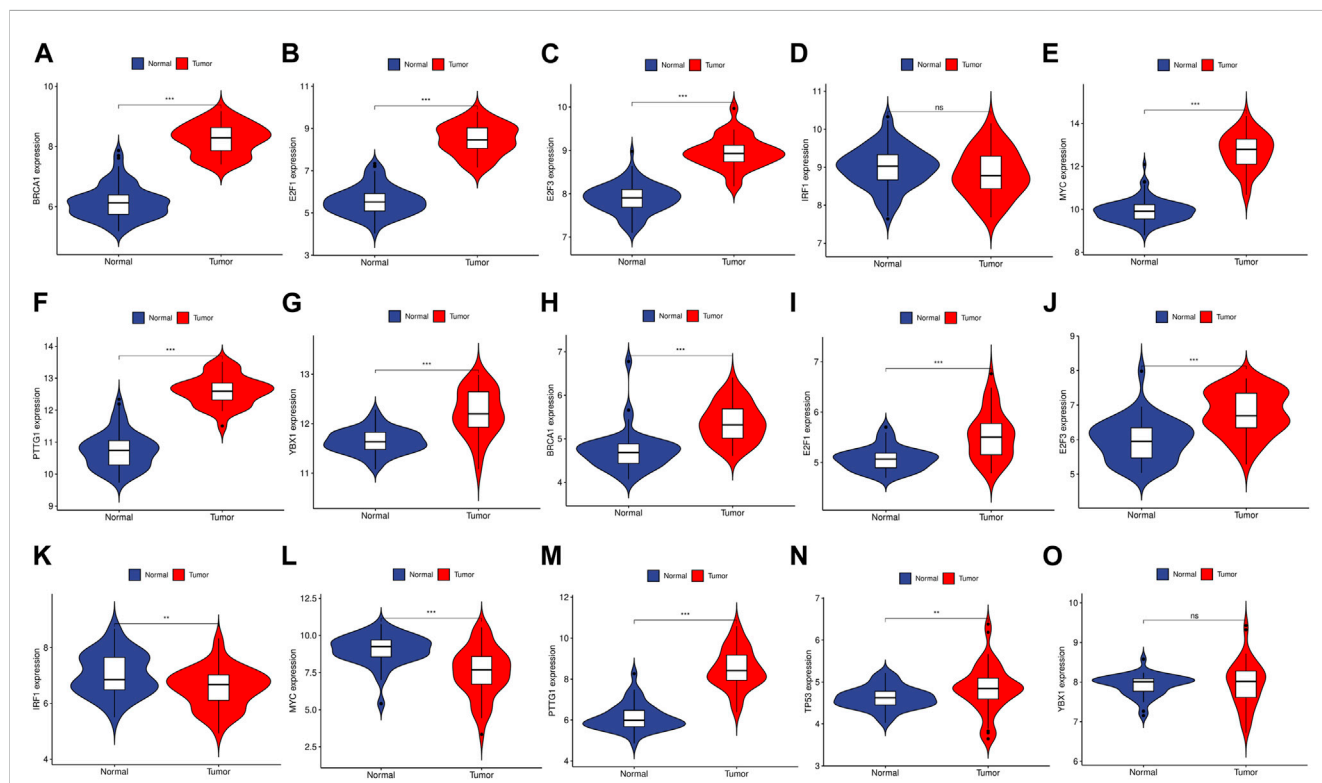 A
Normal Tumor
10
***
8
6
BRCA1 expression
Normal Tumor
B
Normal Tumor
11
***
9
7
5
3
E2F1 expression
Normal Tumor
C
Normal Tumor
10
***
9
8
7
E2F3 expression
Normal Tumor
D
Normal Tumor
11
ns
10
9
8
7
IRF1 expression
Normal Tumor
E
Normal Tumor
***
14
12
10
8
MYC expression
Normal Tumor
F
Normal Tumor
14
***
13
12
11
10
9
PTTG1 expression
Normal Tumor
G
Normal Tumor
13
***
12
11
YBX1 expression
Normal Tumor
H
Normal Tumor
7
***
6
5
4
BRCA1 expression
Normal Tumor
I
Normal Tumor
7
***
6
5
E2F1 expression
Normal Tumor
J
Normal Tumor
9
***
8
7
6
5
4
E2F3 expression
Normal Tumor
K
Normal Tumor
**
8
6
4
IRF1 expression
Normal Tumor
L
Normal Tumor
12.5
***
10.0
7.5
5.0
2.5
MYC expression
Normal Tumor
M
Normal Tumor
12
***
10
8
6
4
PTTG1 expression
Normal Tumor
N
Normal Tumor
7
**
6
5
4
3
TP53 expression
Normal Tumor
O
Normal Tumor
10
ns
9
8
7
6
YBX1 expression
Normal Tumor